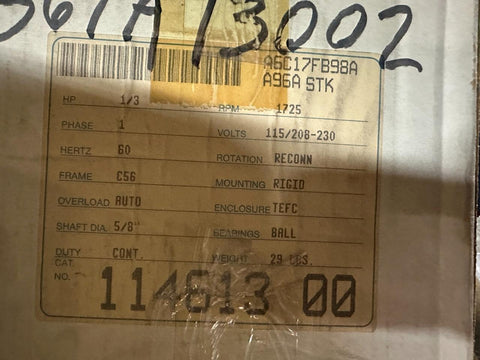 A13002
A6C17FB98A
A96A STK
HP 1/3 RPM 1725
PHASE 1 VOLTS 115/208-230
HERTZ 60 ROTATION RECONN
FRAME C56 MOUNTING RIGID
OVERLOAD AUTO ENCLOSURE TEFC
SHAFT DIA. 5/8" BEARINGS BALL
DUTY CONT. WEIGHT 29 LBS.
CAT.
NO. 114613 00